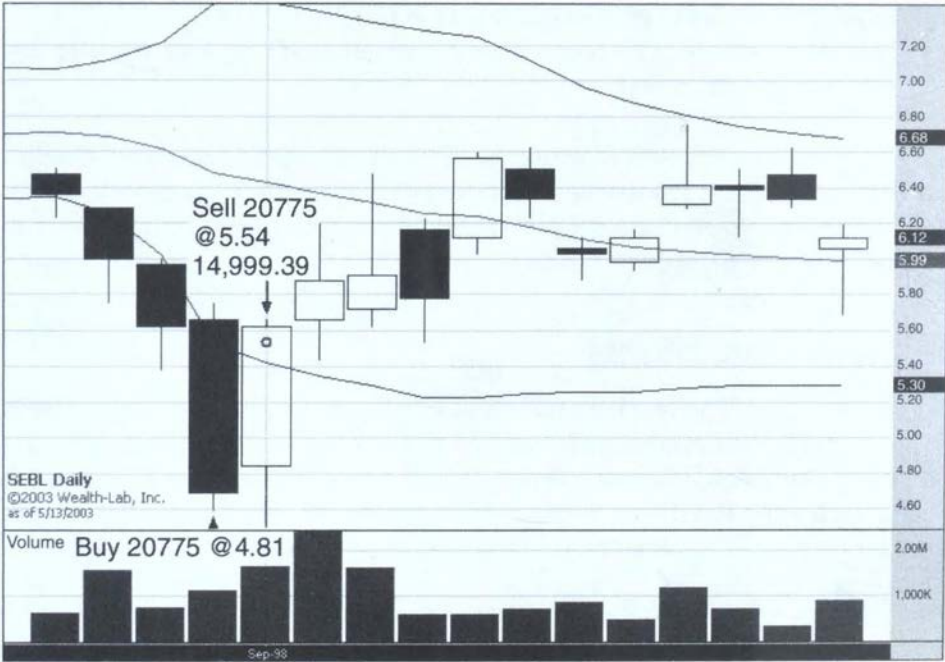 7.20
7.00
6.80
6.68
6.60
6.40
Sell 20775
6.20
@5.54
6.12
14,999.39
5.99
5.80
5.60
5.40
5.30
5.20
5.00
4.80
SEBL Daily
©2003 Wealth-Lab, Inc.
as of 5/13/2003
4.60
Volume
Buy 20775 @4.81
2.00M
1,000K
Sep-98